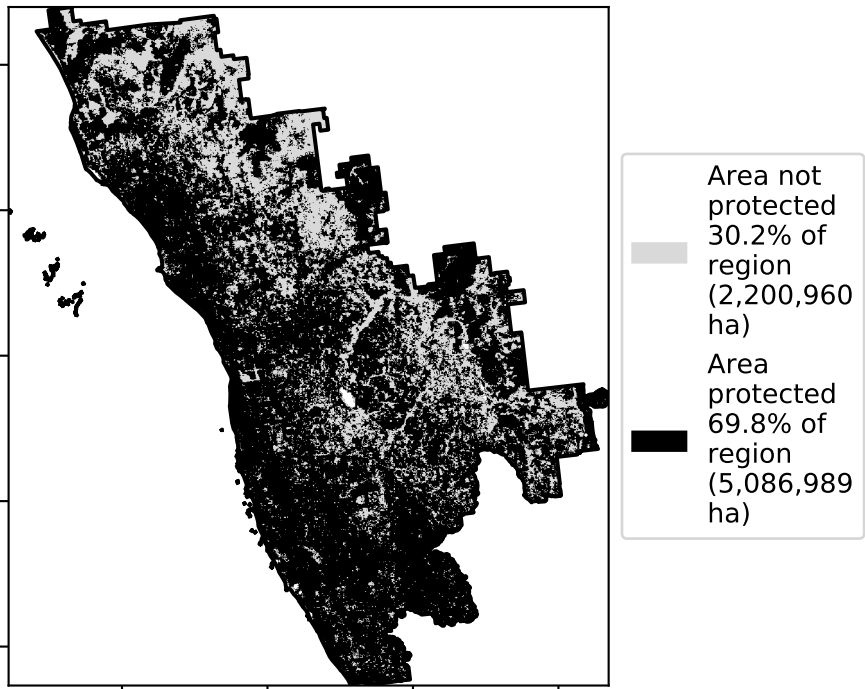 Area not
protected
30.2% of
region
(2,200,960
ha)
Area
protected
69.8% of
region
(5,086,989
ha)